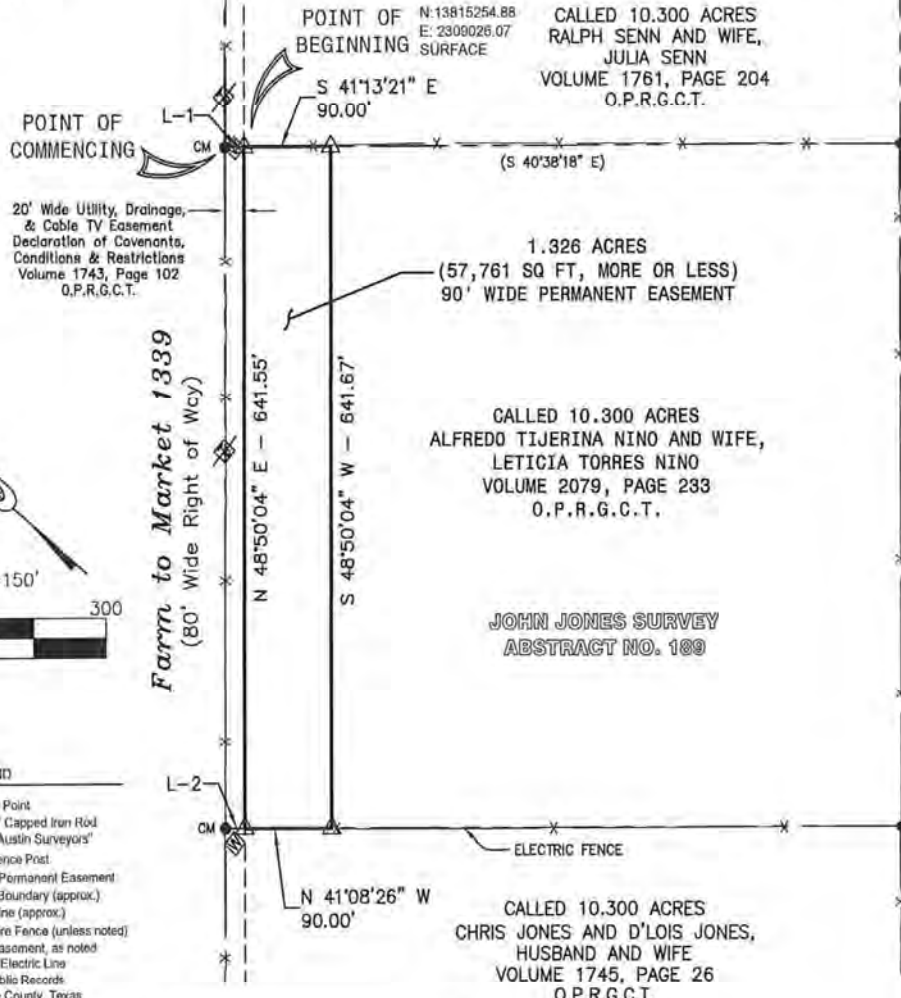 POINT OF
BEGINNING
N:13815254.88
E: 2309026.07
SURFACE
CALLED 10.300 ACRES
RALPH SENN AND WIFE,
JULIA SENN
VOLUME 1761, PAGE 204
O.P.R.G.C.T.
S 41°13'21" E
90.00'
L-1
POINT OF
COMMENCING
CM
(S 40°38'18" E)
20' Wide Utility, Drainage,
& Cable TV Easement
Declaration of Covenants,
Conditions & Restrictions
Volume 1743, Page 102
O.P.R.G.C.T.
1.326 ACRES
(57,761 SQ FT, MORE OR LESS)
90' WIDE PERMANENT EASEMENT
Farm to Market 1339
(80' Wide Right of Way)
N 48°50'04" E - 641.55'
S 48°50'04" W - 641.67'
CALLED 10.300 ACRES
ALFREDO TIJERINA NINO AND WIFE,
LETICIA TORRES NINO
VOLUME 2079, PAGE 233
O.P.R.G.C.T.
150'
300
JOHN JONES SURVEY
ABSTRACT NO. 189
ND
Point
" Capped Iron Rod
Austin Surveyors"
ence Post
Permanent Easement
Boundary (approx.)
ine (approx.)
re Fence (unless noted)
asement, as noted
Electric Line
blic Records
County, Texas
L-2
CM
W
ELECTRIC FENCE
N 41°08'26" W
90.00'
CALLED 10.300 ACRES
CHRIS JONES AND D'LOIS JONES,
HUSBAND AND WIFE
VOLUME 1745, PAGE 26
O.P.R.G.C.T.